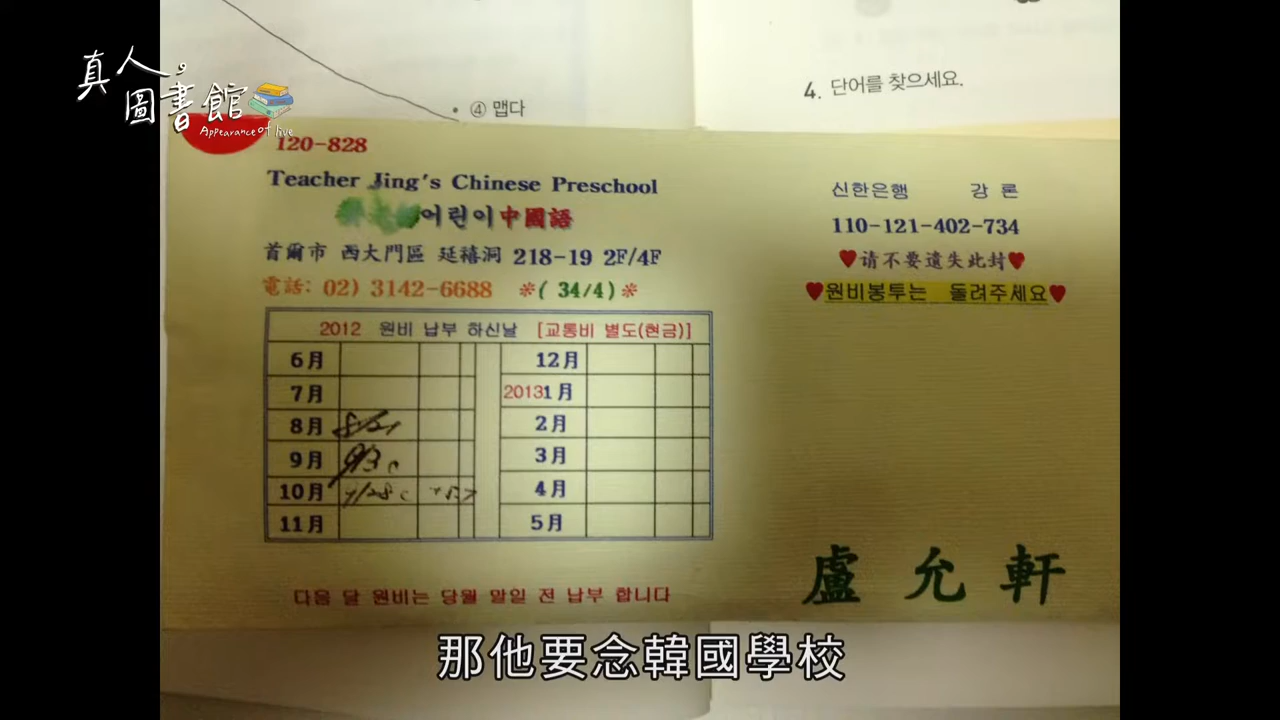 真人
圖書館
Appearance of live
④ 맵다
4. 단어를 찾으세요.
120-828
Teacher Jing's Chinese Preschool
어린이中國語
首爾市 西大門區 延禧洞 218-19 2F/4F
電話: 02) 3142-6688 ※( 34/4)※
신한은행 강 론
110-121-402-734
♥请不要遺失此封♥
♥원비봉투는 돌려주세요♥
2012 원비 납부 하신날 [교통비 별도(현금)]
6月 12月
7月 2013 1月
8月 2月
9月 3月
10月 4月
11月 5月
다음 달 원비는 당월 말일 전 납부 합니다
盧 允 軒
那他要念韓國學校